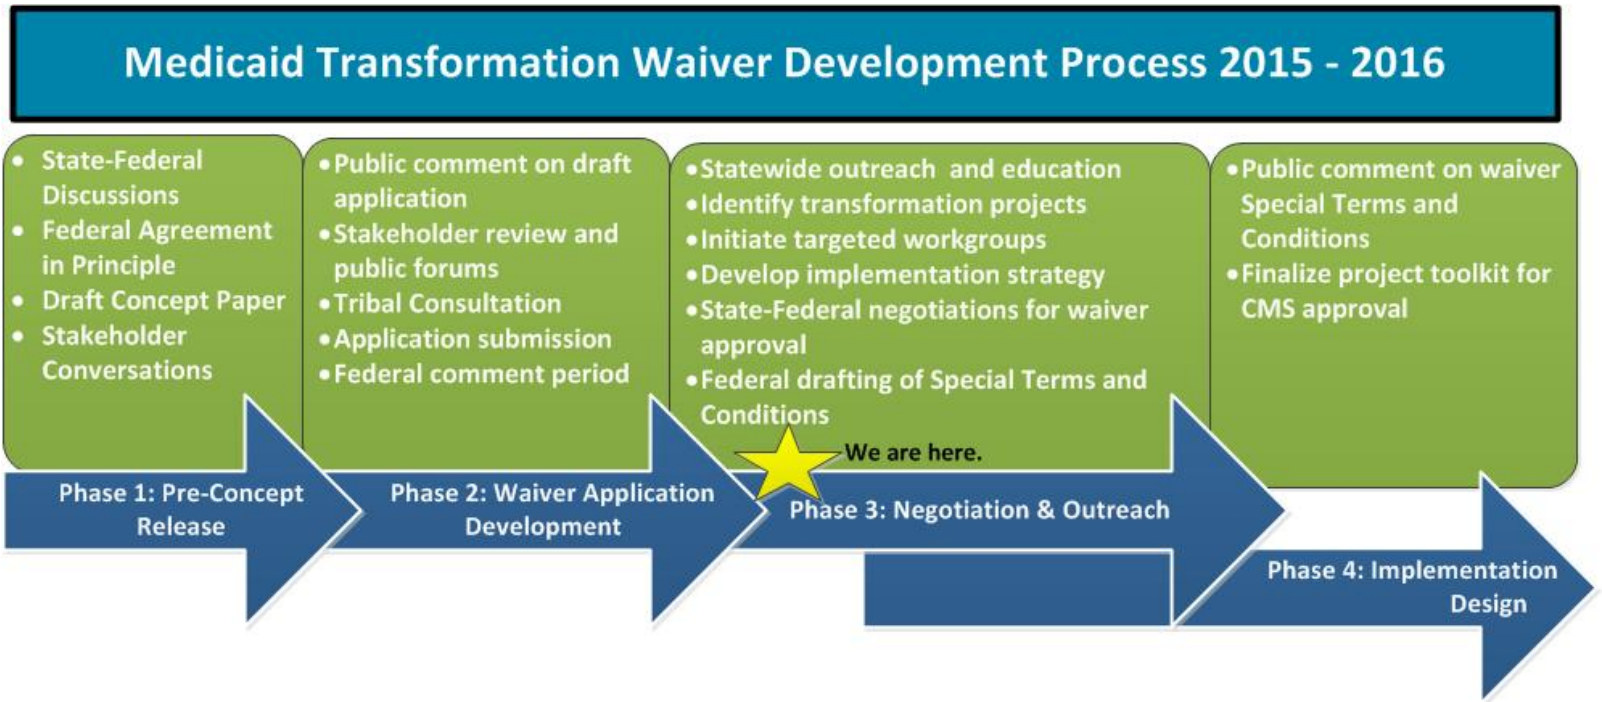 Medicaid Transformation Waiver Development Process 2015 - 2016
• State-Federal
Discussions
• Federal Agreement
in Principle
• Draft Concept Paper
• Stakeholder
Conversations
•Public comment on draft
application
•Stakeholder review and
public forums
•Tribal Consultation
•Application submission
•Federal comment period
•Statewide outreach and education
•Identify transformation projects
•Initiate targeted workgroups
•Develop implementation strategy
•State-Federal negotiations for waiver
approval
•Federal drafting of Special Terms and
Conditions
•Public comment on waiver
Special Terms and
Conditions
•Finalize project toolkit for
CMS approval
We are here.
Phase 1: Pre-Concept
Release
Phase 2: Waiver Application
Development
Phase 3: Negotiation & Outreach
Phase 4: Implementation
Design